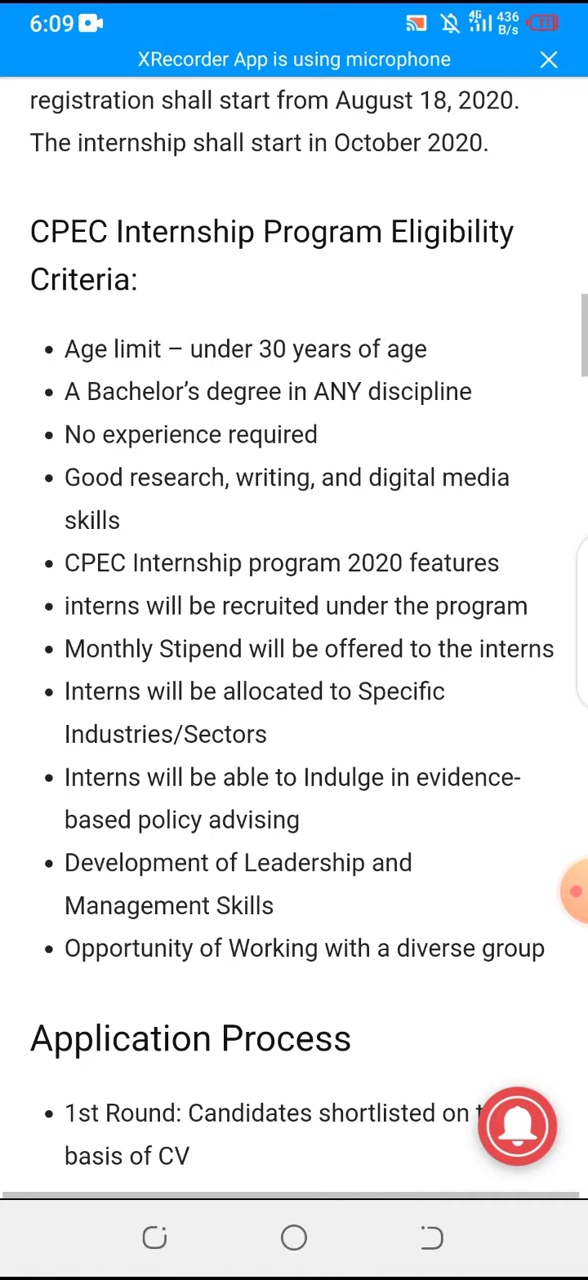 6:09
4G
436
B/s
11
XRecorder App is using microphone
registration shall start from August 18, 2020.
The internship shall start in October 2020.
CPEC Internship Program Eligibility
Criteria:
• Age limit – under 30 years of age
• A Bachelor’s degree in ANY discipline
• No experience required
• Good research, writing, and digital media
skills
• CPEC Internship program 2020 features
• interns will be recruited under the program
• Monthly Stipend will be offered to the interns
• Interns will be allocated to Specific
Industries/Sectors
• Interns will be able to Indulge in evidence-
based policy advising
• Development of Leadership and
Management Skills
• Opportunity of Working with a diverse group
Application Process
• 1st Round: Candidates shortlisted on
basis of CV